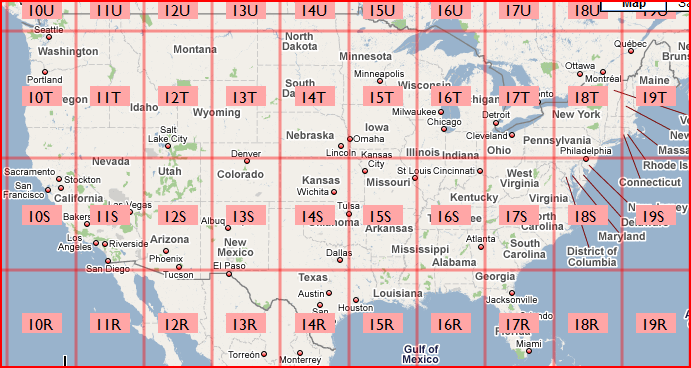 10U 11U 12U 13U 14U 15U 16U 17U 18U 19U
Map
Seattle
Washington
Montana
North
Dakota
Minnesota
Québec
Ottawa
Montréal
Maine
Portland
Minneapolis
Wisconsin
10T 11T 12T 13T 14T 15T 16T 17T 18T 19T
Idaho
Wyoming
Milwaukee
Chicago
Detroit
New York
Salt
Lake City
Nebraska
Iowa
Omaha
Lincoln
Cleveland
Pennsylvania
Philadelphia
Rhode Is
Connecticut
Nevada
Utah
Denver
Colorado
Kansas
City
Illinois
Indiana
Ohio
Sacramento
Stockton
San
Francisco
California
Kansas
Wichita
Missouri
St Louis
Cincinnati
West
Virginia
Virginia
Kentucky
Maryland
District of
Columbia
10S 11S 12S 13S 14S 15S 16S 17S 18S 19S
Los
Angeles
Riverside
San Diego
Arizona
Phoenix
Tucson
New
Mexico
El Paso
Tulsa
Arkansas
Dallas
Mississippi
Alabama
Atlanta
South
Carolina
Georgia
Texas
Austin
Houston
Louisiana
Jacksonville
10R 11R 12R 13R 14R 15R 16R 17R 18R 19R
Torreón
Monterrey
Gulf of
Mexico
Miami